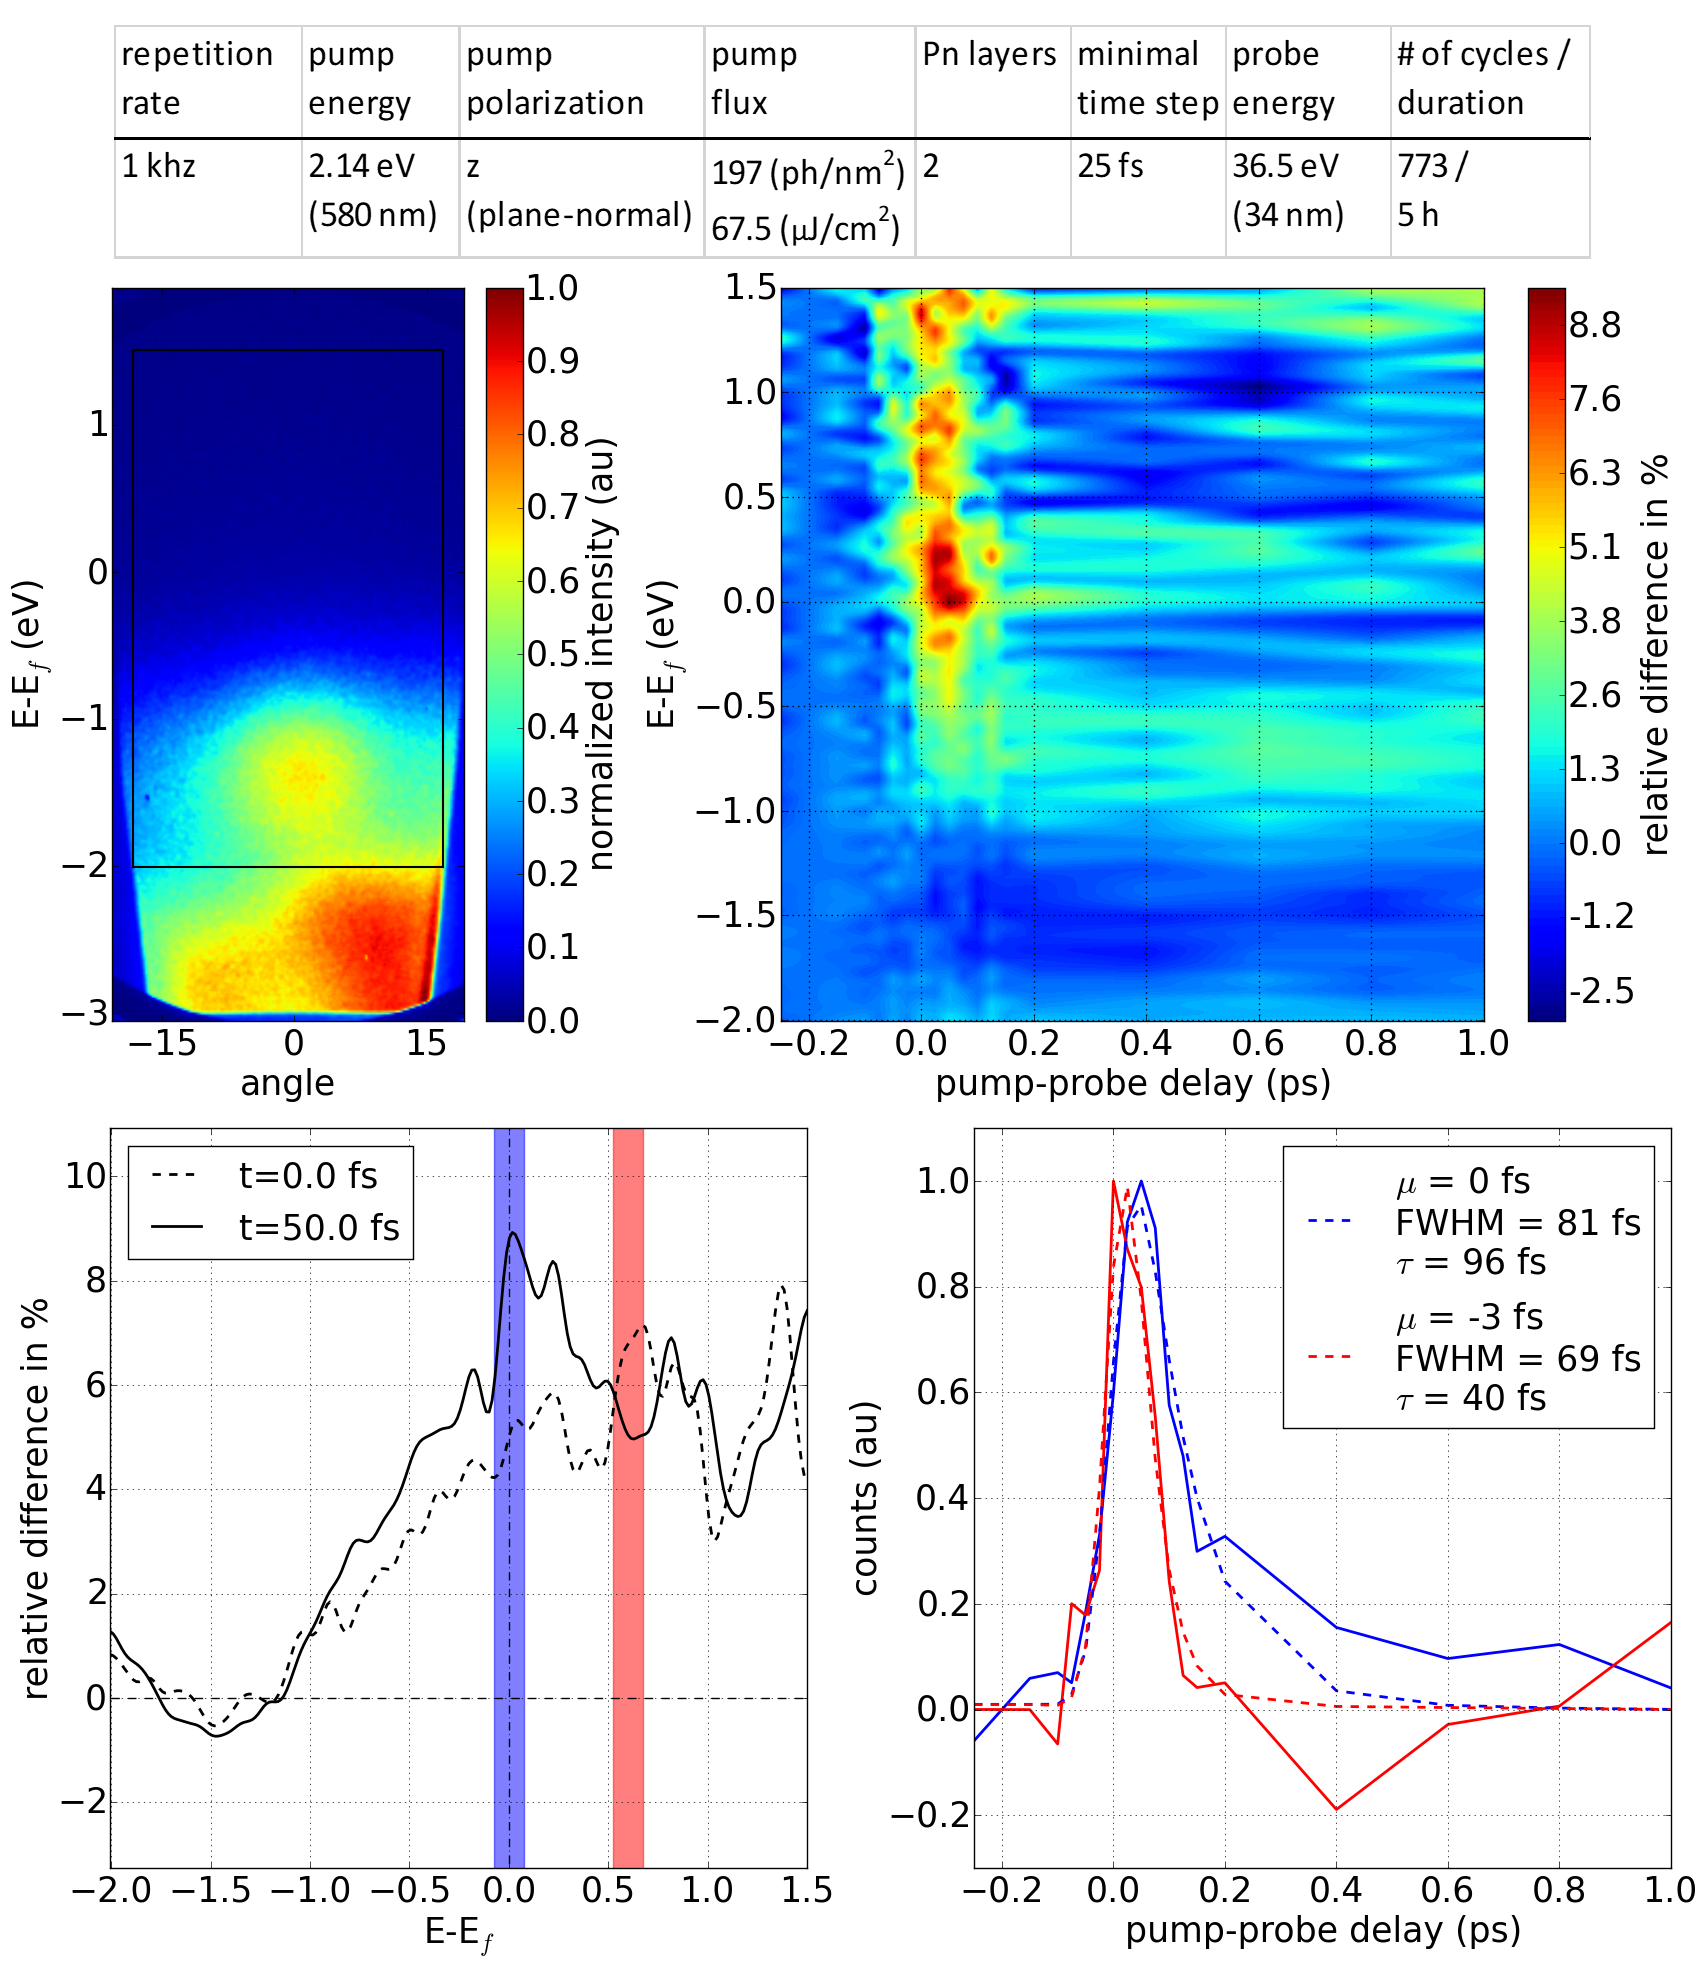 repetition rate | pump energy | pump polarization | pump flux | Pn layers | minimal time step | probe energy | # of cycles / duration
1 khz | 2.14 eV (580 nm) | z (plane-normal) | 197 (ph/nm²) 67.5 (µJ/cm²) | 2 | 25 fs | 36.5 eV (34 nm) | 773 / 5 h
E-E_f (eV)
1
0
−1
−2
−3
−15 0 15
angle
1.0
0.9
0.8
0.7
0.6
0.5
0.4
0.3
0.2
0.1
0.0
normalized intensity (au)
E-E_f (eV)
1.5
1.0
0.5
0.0
−0.5
−1.0
−1.5
−2.0
−0.2 0.0 0.2 0.4 0.6 0.8 1.0
pump-probe delay (ps)
8.8
7.6
6.3
5.1
3.8
2.6
1.3
0.0
-1.2
-2.5
relative difference in %
relative difference in %
10
8
6
4
2
0
−2
t=0.0 fs
t=50.0 fs
−2.0 −1.5 −1.0 −0.5 0.0 0.5 1.0 1.5
E-E_f
counts (au)
1.0
0.8
0.6
0.4
0.2
0.0
−0.2
μ = 0 fs
FWHM = 81 fs
τ = 96 fs
μ = -3 fs
FWHM = 69 fs
τ = 40 fs
−0.2 0.0 0.2 0.4 0.6 0.8 1.0
pump-probe delay (ps)